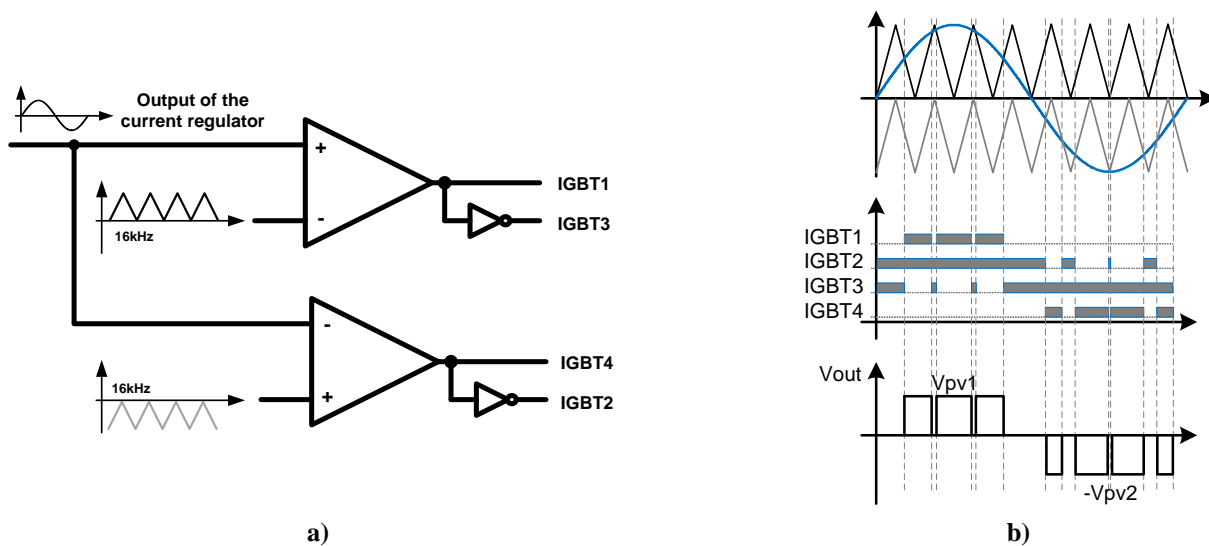 Output of the
current regulator
+
-
16kHz
IGBT1
IGBT3
-
+
16kHz
IGBT4
IGBT2
a)
IGBT1
IGBT2
IGBT3
IGBT4
Vout
Vpv1
-Vpv2
b)